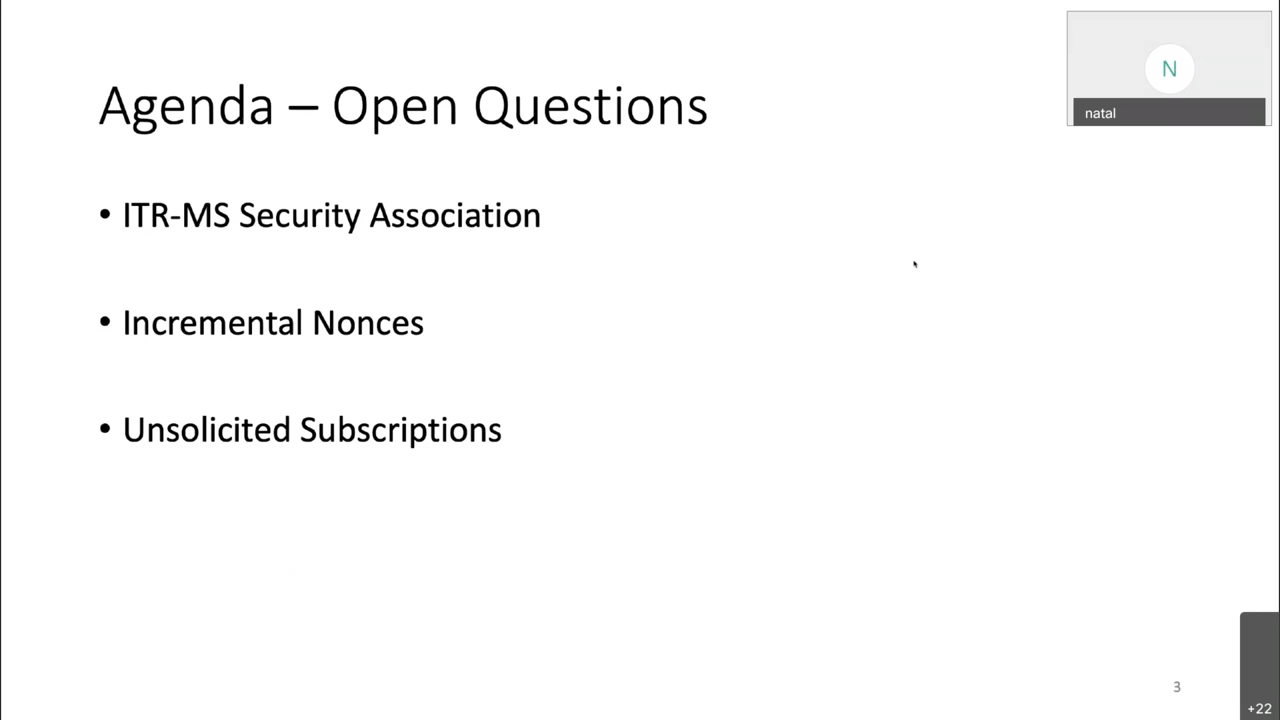 Agenda – Open Questions
N
natal
• ITR-MS Security Association
• Incremental Nonces
• Unsolicited Subscriptions
3
+22